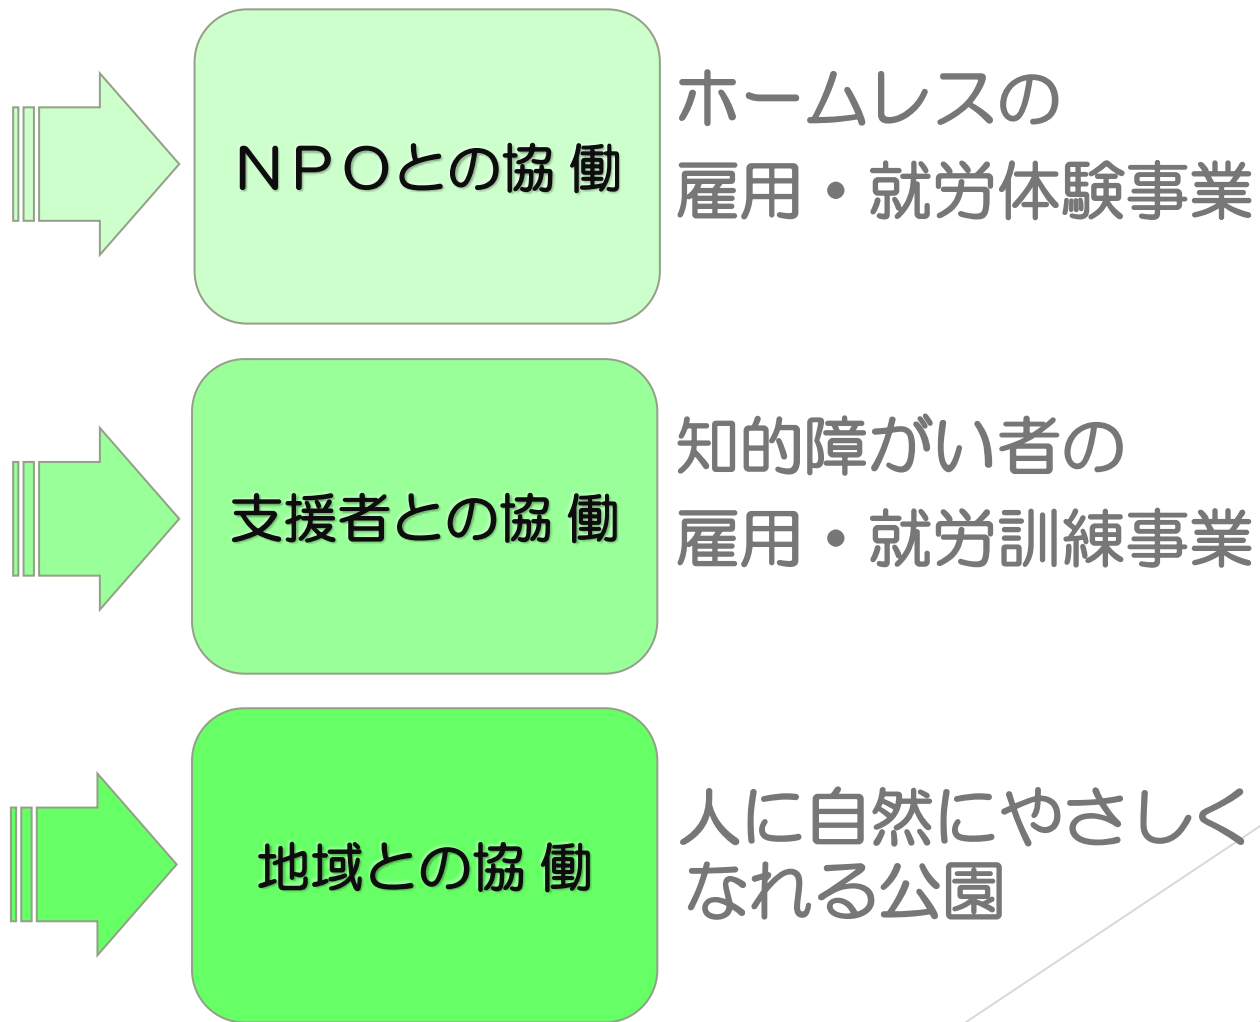 NPOとの協働
ホームレスの
雇用・就労体験事業
支援者との協働
知的障がい者の
雇用・就労訓練事業
地域との協働
人に自然にやさしく
なれる公園